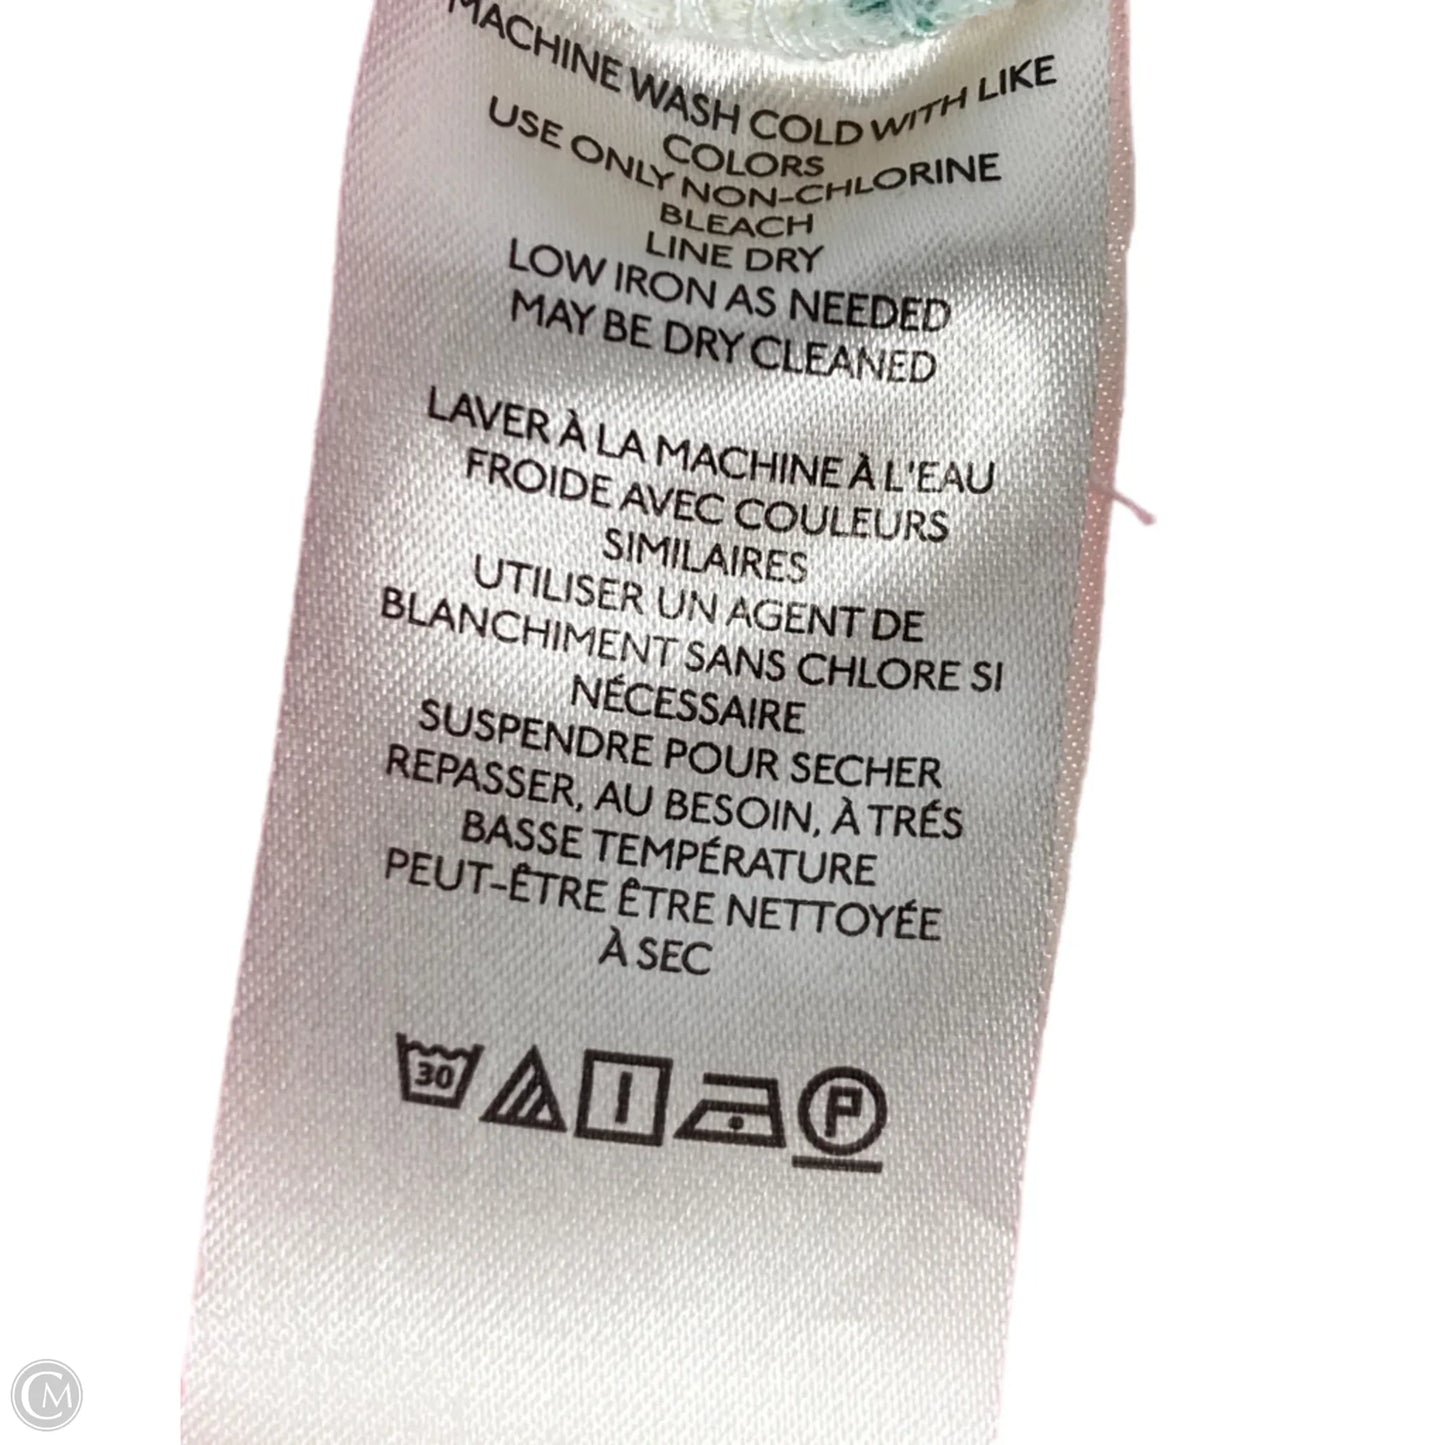 MACHINE WASH COLD WITH LIKE
COLORS
USE ONLY NON-CHLORINE
BLEACH
LINE DRY
LOW IRON AS NEEDED
MAY BE DRY CLEANED
LAVER À LA MACHINE À L'EAU
FROIDE AVEC COULEURS
SIMILAIRES
UTILISER UN AGENT DE
BLANCHIMENT SANS CHLORE SI
NÉCESSAIRE
SUSPENDRE POUR SECHER
REPASSER, AU BESOIN, À TRÉS
BASSE TEMPÉRATURE
PEUT-ÊTRE ÊTRE NETTOYÉE
À SEC
30 P
CM